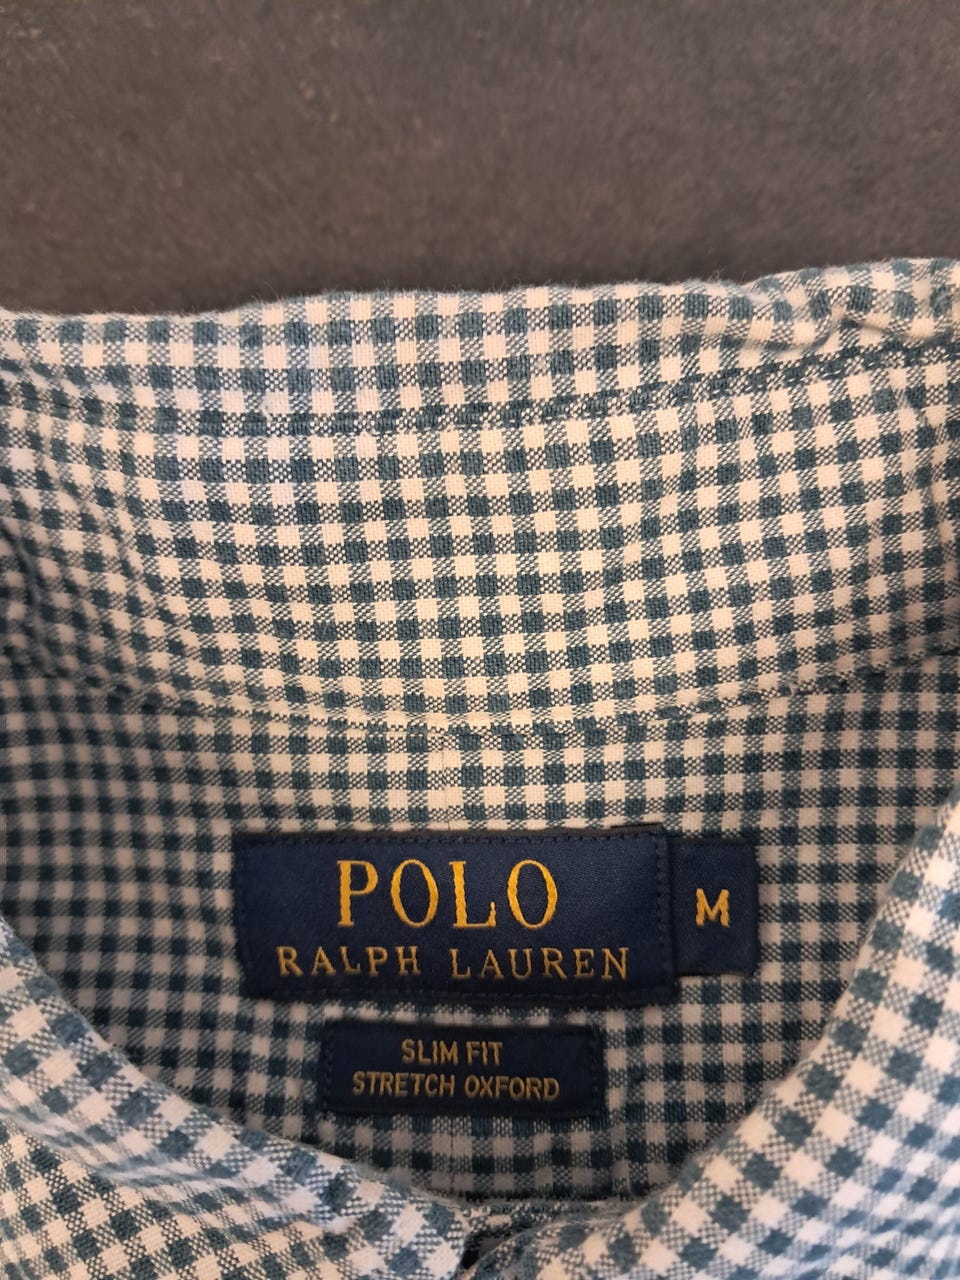 POLO
RALPH LAUREN
M
SLIM FIT
STRETCH OXFORD